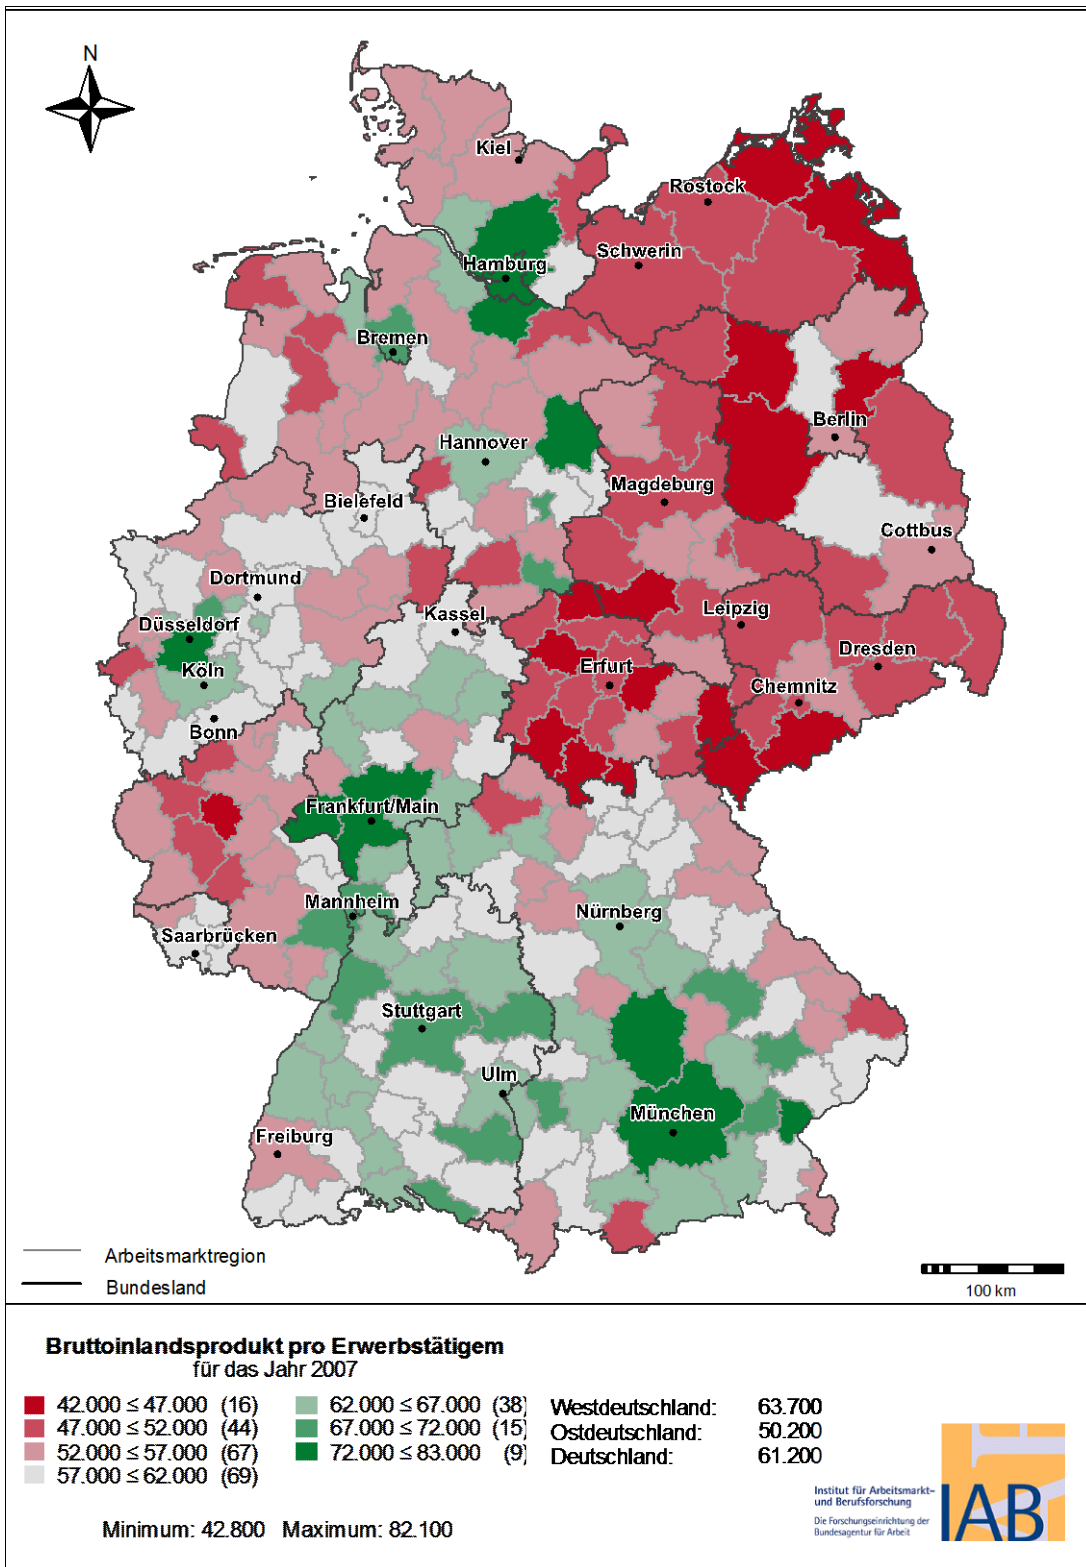 N
Kiel
Rostock
Schwerin
Hamburg
Bremen
Berlin
Hannover
Magdeburg
Bielefeld
Cottbus
Dortmund
Leipzig
Kassel
Düsseldorf
Dresden
Erfurt
Köln
Chemnitz
Bonn
Frankfurt/Main
Mannheim
Nürnberg
Saarbrücken
Stuttgart
Ulm
München
Freiburg
Arbeitsmarktregion
Bundesland
100 km
Bruttoinlandsprodukt pro Erwerbstätigem
für das Jahr 2007
42.000 ≤ 47.000 (16)
47.000 ≤ 52.000 (44)
52.000 ≤ 57.000 (67)
57.000 ≤ 62.000 (69)
62.000 ≤ 67.000 (38)
67.000 ≤ 72.000 (15)
72.000 ≤ 83.000 (9)
Westdeutschland: 63.700
Ostdeutschland: 50.200
Deutschland: 61.200
Minimum: 42.800 Maximum: 82.100
Institut für Arbeitsmarkt-
und Berufsforschung
Die Forschungseinrichtung der
Bundesagentur für Arbeit
IAB